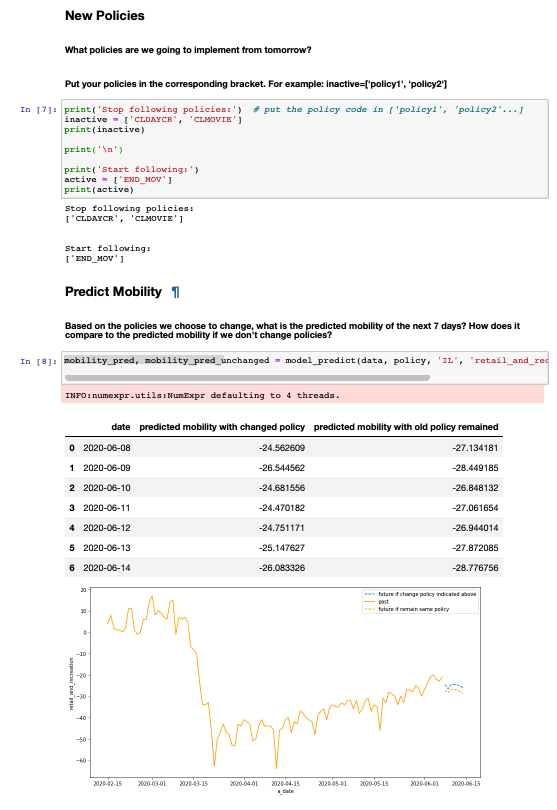 New Policies
What policies are we going to implement from tomorrow?
Put your policies in the corresponding bracket. For example: inactive=['policy1', 'policy2']
In [7]: print('Stop following policies:')  # put the policy code in ['policy1', 'policy2'...]
inactive = ['CLDAYCR', 'CLMOVIE']
print(inactive)
print('\n')
print('Start following:')
active = ['END_MOV']
print(active)
Stop following policies:
['CLDAYCR', 'CLMOVIE']
Start following:
['END_MOV']
Predict Mobility ¶
Based on the policies we choose to change, what is the predicted mobility of the next 7 days? How does it
compare to the predicted mobility if we don't change policies?
In [8]: mobility_pred, mobility_pred_unchanged = model_predict(data, policy, 'IL', 'retail_and_rec
INFO:numexpr.utils:NumExpr defaulting to 4 threads.
date predicted mobility with changed policy predicted mobility with old policy remained
0 2020-06-08 -24.562609 -27.134181
1 2020-06-09 -26.544562 -28.449185
2 2020-06-10 -24.681556 -26.848132
3 2020-06-11 -24.470182 -27.061654
4 2020-06-12 -24.751171 -26.944014
5 2020-06-13 -25.147627 -27.872085
6 2020-06-14 -26.083326 -28.776756
future if change policy indicated above
past
future if remain same policy
20
10
0
−10
−20
−30
−40
−50
−60
retail_and_recreation
2020-02-15 2020-03-01 2020-03-15 2020-04-01 2020-04-15 2020-05-01 2020-05-15 2020-06-01 2020-06-15
a_date